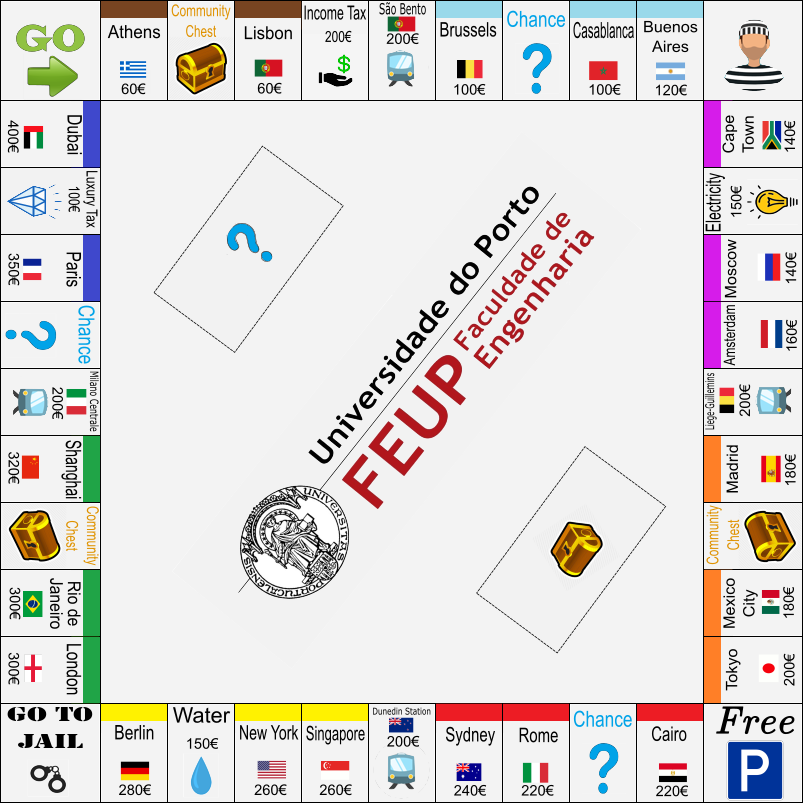 GO
Athens
60€
Community
Chest
Lisbon
60€
Income Tax
200€
$
São Bento
200€
Brussels
100€
Chance
?
Casablanca
100€
Buenos
Aires
120€
Cape
Town
140€
Electricity
150€
Moscow
140€
Amsterdam
160€
Liege-Guillemins
200€
Madrid
180€
Community
Chest
Mexico
City
180€
Tokyo
200€
Free
P
Cairo
220€
Chance
?
Rome
220€
Sydney
240€
Dunedin Station
200€
Singapore
260€
New York
260€
Water
150€
Berlin
280€
GO TO
JAIL
London
300€
Rio de
Janeiro
300€
Community
Chest
Shanghai
320€
Milano Centrale
200€
Chance
?
Paris
350€
Luxury Tax
100€
Dubai
400€
?
Universidade do Porto
FEUP
Faculdade de
Engenharia
UNIVERSITAS
PORTUCALENSIS